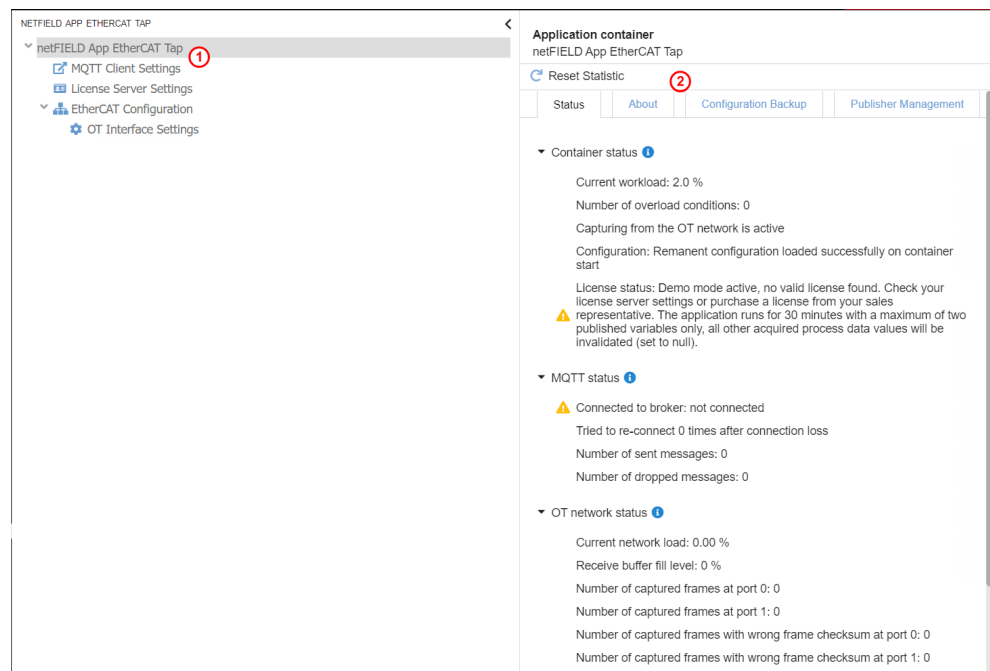 NETFIELD APP ETHERCAT TAP
netFIELD App EtherCAT Tap
1
MQTT Client Settings
License Server Settings
EtherCAT Configuration
OT Interface Settings
Application container
netFIELD App EtherCAT Tap
Reset Statistic
2
Status About Configuration Backup Publisher Management
Container status
Current workload: 2.0 %
Number of overload conditions: 0
Capturing from the OT network is active
Configuration: Remanent configuration loaded successfully on container
start
License status: Demo mode active, no valid license found. Check your
license server settings or purchase a license from your sales
representative. The application runs for 30 minutes with a maximum of two
published variables only, all other acquired process data values will be
invalidated (set to null).
MQTT status
Connected to broker: not connected
Tried to re-connect 0 times after connection loss
Number of sent messages: 0
Number of dropped messages: 0
OT network status
Current network load: 0.00 %
Receive buffer fill level: 0 %
Number of captured frames at port 0: 0
Number of captured frames at port 1: 0
Number of captured frames with wrong frame checksum at port 0: 0
Number of captured frames with wrong frame checksum at port 1: 0